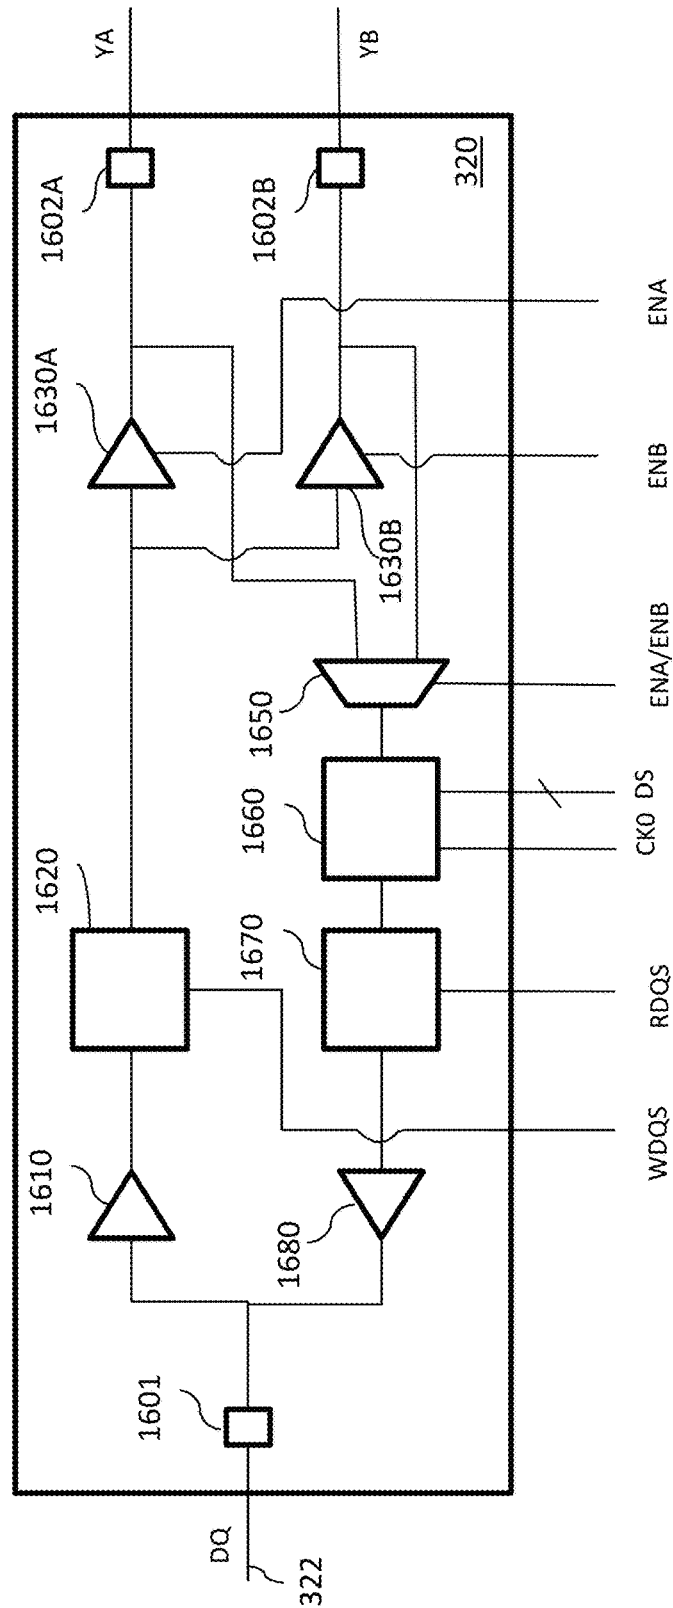 YA
YB
1602A
1602B
320
1630A
1630B
ENA
ENB
1650
ENA/ENB
1620
1660
DS
CK0
1670
RDQS
1610
1680
WDQS
1601
DQ
322